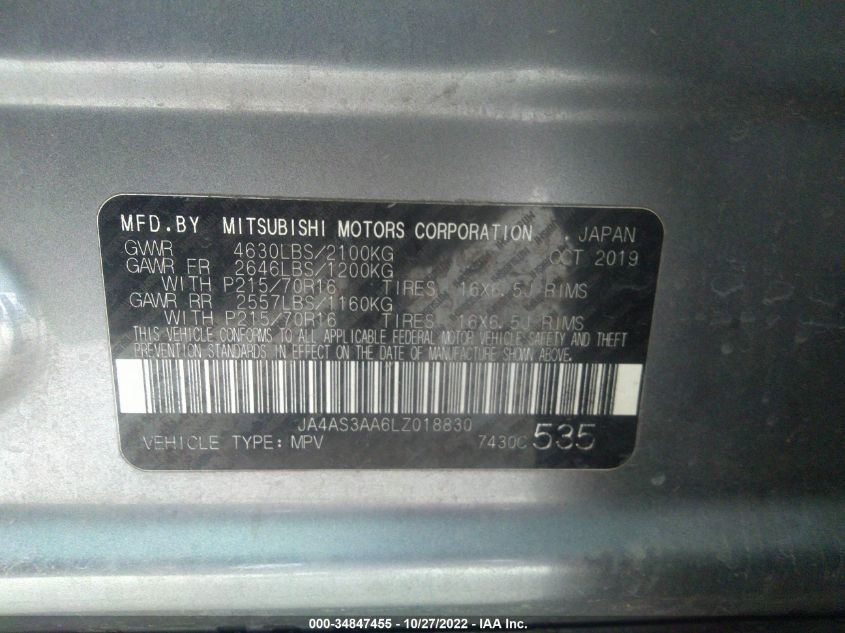 MFD.BY MITSUBISHI MOTORS CORPORATION , JAPAN
GVWR 4630LBS/2100KG OCT 2019
GAWR FR 2646LBS/1200KG
WITH P215/70R16 TIRES 16X6.5J RIMS
GAWR RR 2557LBS/1160KG
WITH P215/70R16 TIRES 16X6.5J RIMS
THIS VEHICLE CONFORMS TO ALL APPLICABLE FEDERAL MOTOR VEHICLE SAFETY AND THEFT
PREVENTION STANDARDS IN EFFECT ON THE DATE OF MANUFACTURE SHOWN ABOVE.
JA4AS3AA6LZ018830
VEHICLE TYPE: MPV 7430C 535
000-34847455 - 10/27/2022 - IAA Inc.